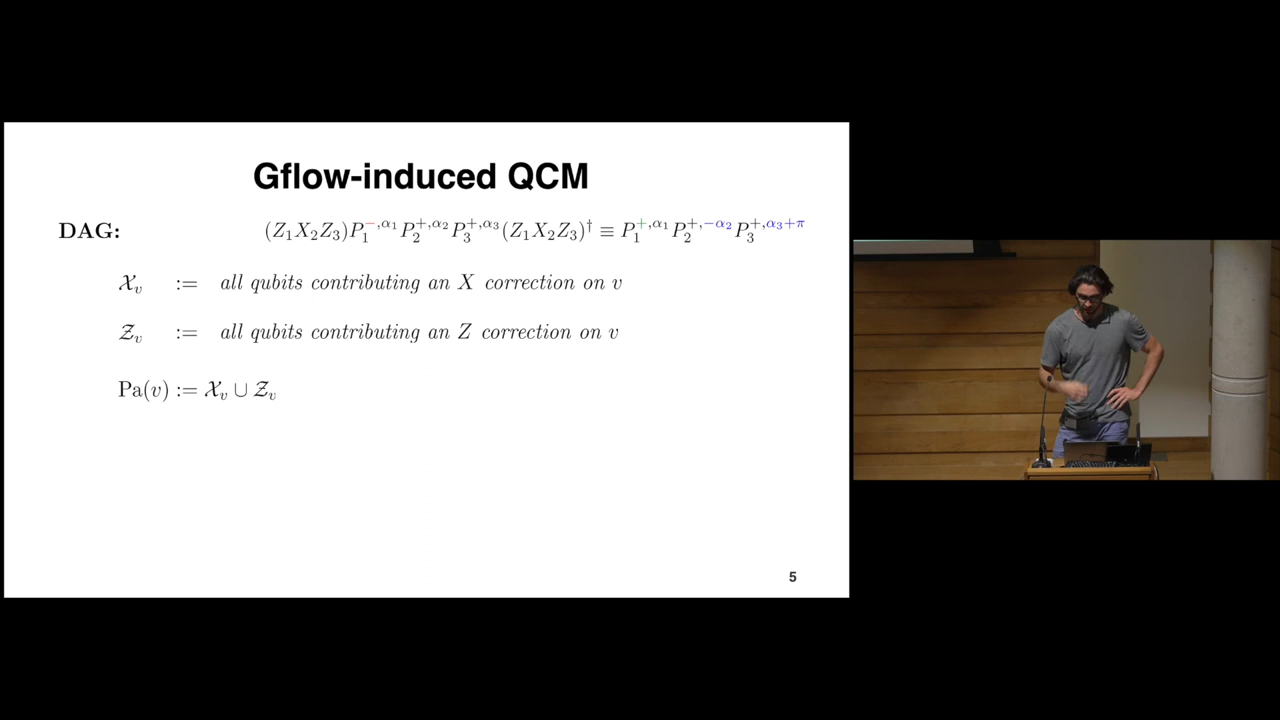 Gflow-induced QCM
DAG: (Z₁X₂Z₃)P₁^{−,α₁}P₂^{+,α₂}P₃^{+,α₃}(Z₁X₂Z₃)† ≡ P₁^{+,α₁}P₂^{+,−α₂}P₃^{+,α₃+π}
𝒳ᵥ := all qubits contributing an X correction on v
𝒵ᵥ := all qubits contributing an Z correction on v
Pa(v) := 𝒳ᵥ ∪ 𝒵ᵥ
5